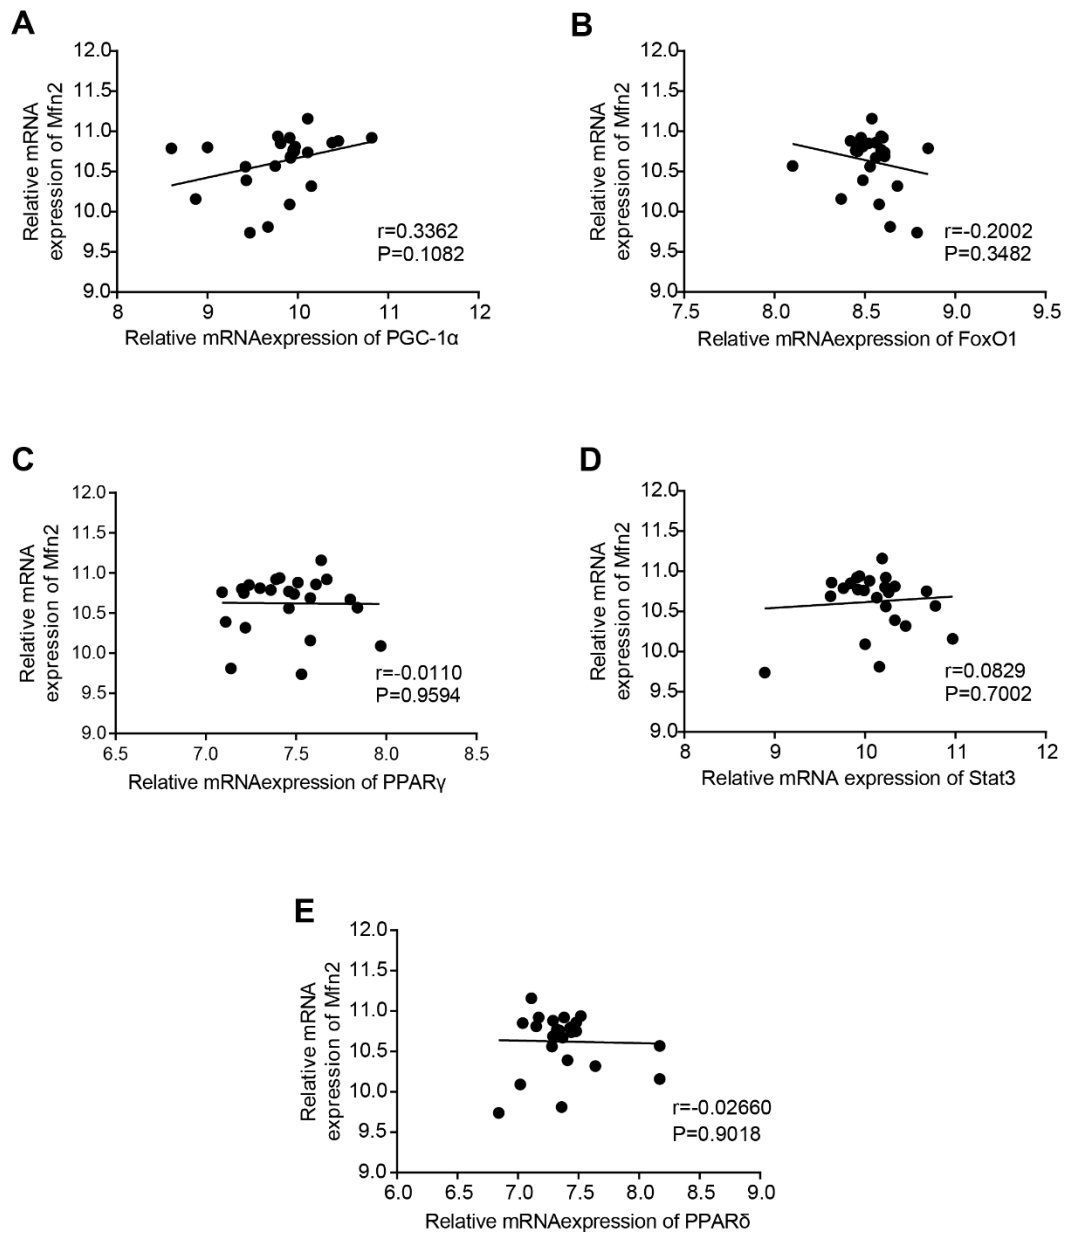 A
12.0
11.5
11.0
10.5
10.0
9.5
9.0
Relative mRNA
expression of Mfn2
r=0.3362
P=0.1082
8
9
10
11
12
Relative mRNAexpression of PGC-1α
B
12.0
11.5
11.0
10.5
10.0
9.5
9.0
Relative mRNA
expression of Mfn2
r=-0.2002
P=0.3482
7.5
8.0
8.5
9.0
9.5
Relative mRNAexpression of FoxO1
C
12.0
11.5
11.0
10.5
10.0
9.5
9.0
Relative mRNA
expression of Mfn2
r=-0.0110
P=0.9594
6.5
7.0
7.5
8.0
8.5
Relative mRNAexpression of PPARγ
D
12.0
11.5
11.0
10.5
10.0
9.5
9.0
Relative mRNA
expression of Mfn2
r=0.0829
P=0.7002
8
9
10
11
12
Relative mRNA expression of Stat3
E
12.0
11.5
11.0
10.5
10.0
9.5
9.0
Relative mRNA
expression of Mfn2
r=-0.02660
P=0.9018
6.0
6.5
7.0
7.5
8.0
8.5
9.0
Relative mRNAexpression of PPARδ